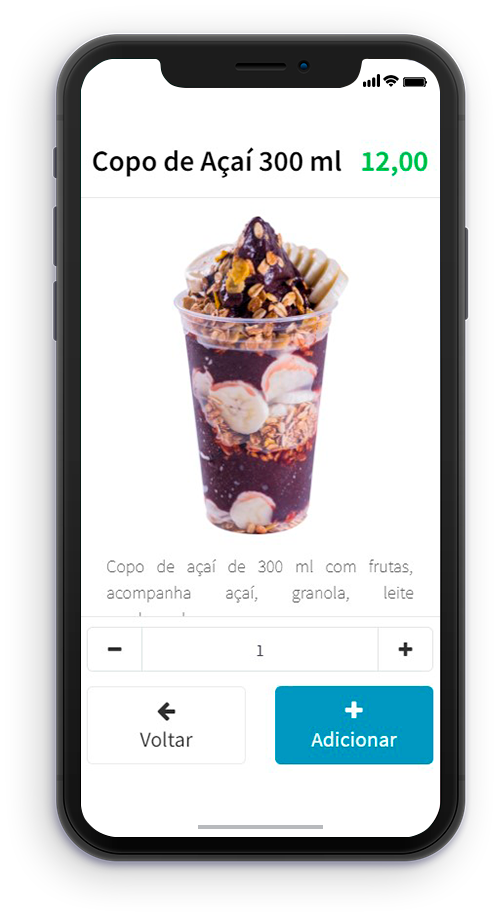 Copo de Açaí 300 ml 12,00
Copo de açaí de 300 ml com frutas,
acompanha açaí, granola, leite
1
Voltar
Adicionar